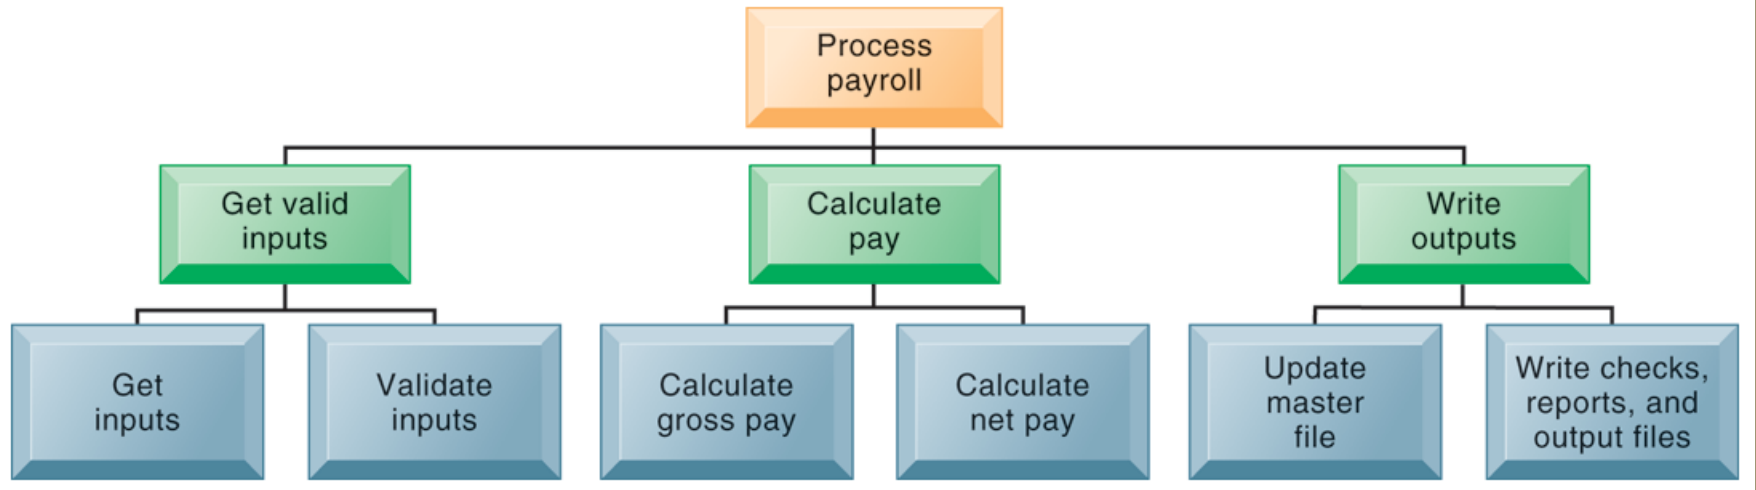 Process
payroll
Get valid
inputs
Calculate
pay
Write
outputs
Get
inputs
Validate
inputs
Calculate
gross pay
Calculate
net pay
Update
master
file
Write checks,
reports, and
output files